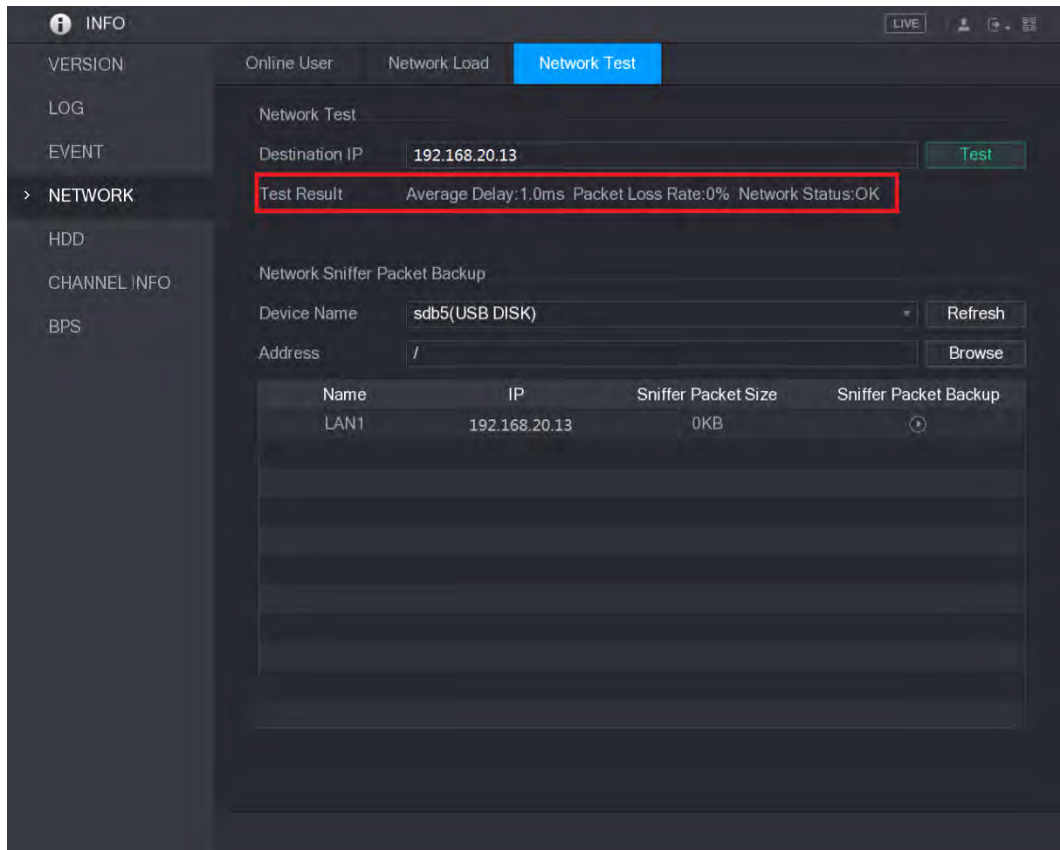 INFO
LIVE
VERSION
LOG
EVENT
NETWORK
HDD
CHANNEL INFO
BPS
Online User Network Load Network Test
Network Test
Destination IP 192.168.20.13 Test
Test Result Average Delay:1.0ms Packet Loss Rate:0% Network Status:OK
Network Sniffer Packet Backup
Device Name sdb5(USB DISK) Refresh
Address / Browse
Name IP Sniffer Packet Size Sniffer Packet Backup
LAN1 192.168.20.13 0KB